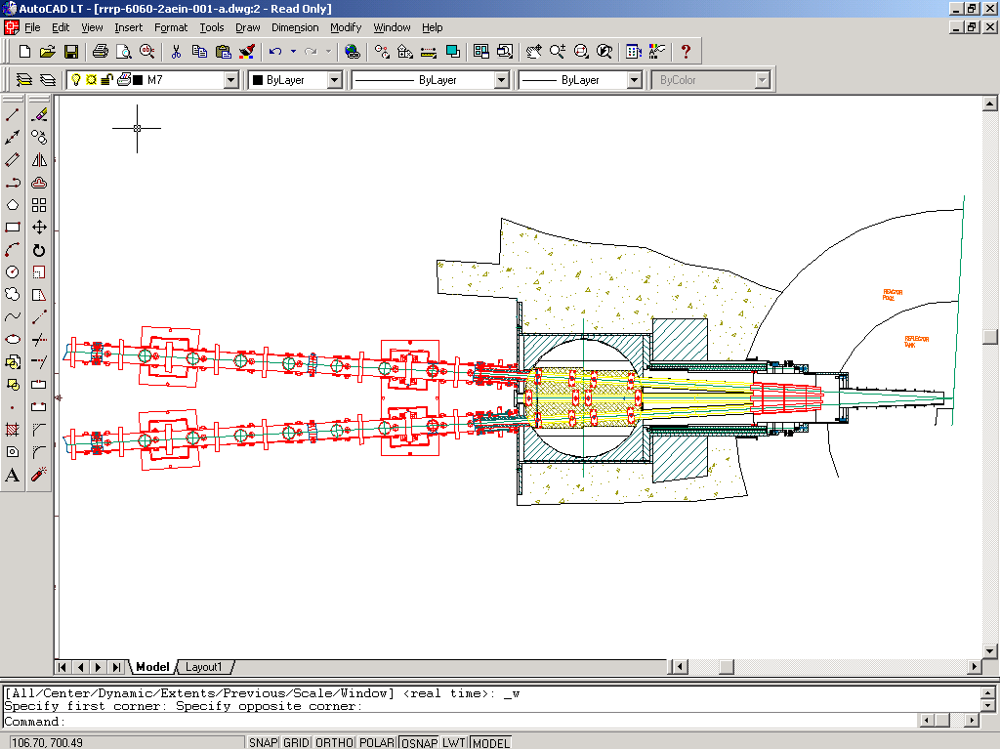 AutoCAD LT - [rrrp-6060-2aein-001-a.dwg:2 - Read Only]
File Edit View Insert Format Tools Draw Dimension Modify Window Help
M7 ByLayer ByLayer ByLayer ByColor
REACTOR
POOL
REFLECTOR
TANK
A
Model Layout1
[All/Center/Dynamic/Extents/Previous/Scale/Window] <real time>: _w
Specify first corner: Specify opposite corner:
Command:
106.70, 700.49 SNAP GRID ORTHO POLAR OSNAP LWT MODEL